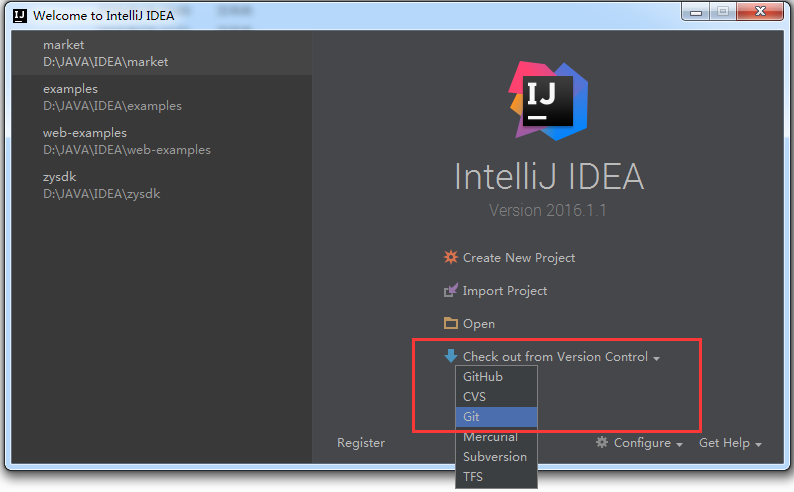 Welcome to IntelliJ IDEA
market
D:\JAVA\IDEA\market
examples
D:\JAVA\IDEA\examples
web-examples
D:\JAVA\IDEA\web-examples
zysdk
D:\JAVA\IDEA\zysdk
IJ
IntelliJ IDEA
Version 2016.1.1
Create New Project
Import Project
Open
Check out from Version Control
GitHub
CVS
Git
Mercurial
Subversion
TFS
Register
Configure
Get Help